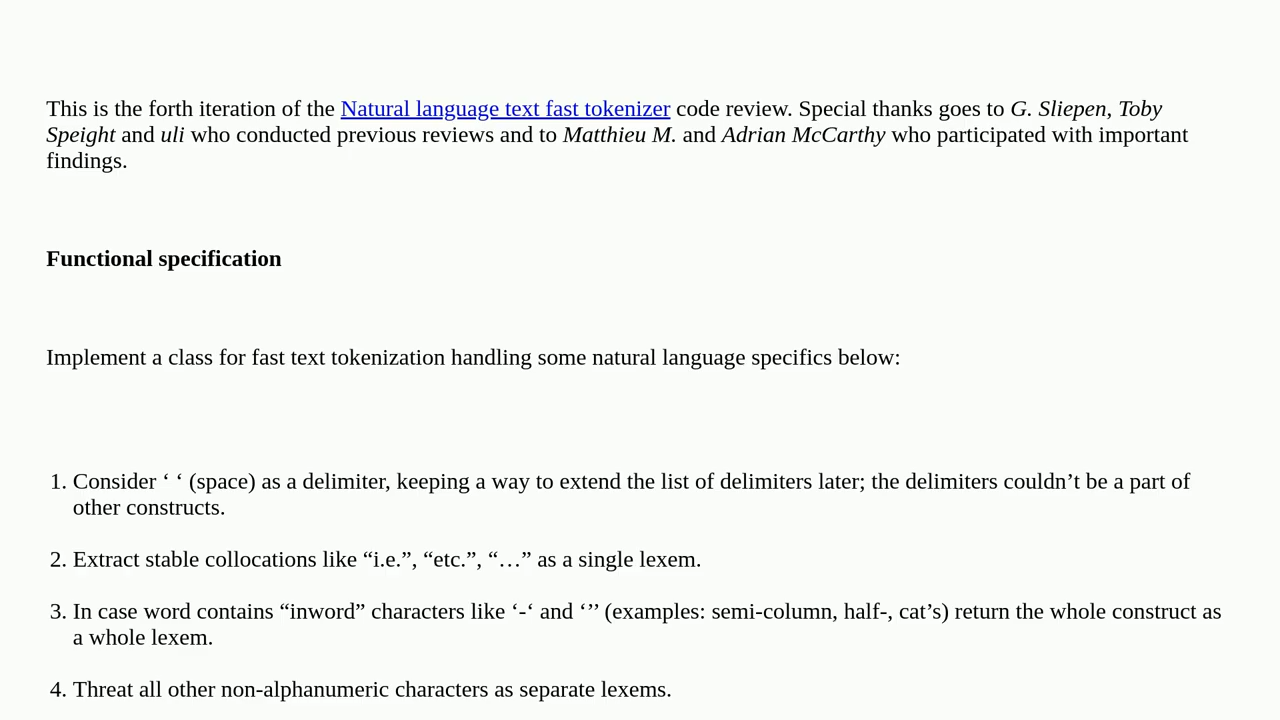 This is the forth iteration of the Natural language text fast tokenizer code review. Special thanks goes to G. Sliepen, Toby
Speight and uli who conducted previous reviews and to Matthieu M. and Adrian McCarthy who participated with important
findings.
Functional specification
Implement a class for fast text tokenization handling some natural language specifics below:
1. Consider ‘ ‘ (space) as a delimiter, keeping a way to extend the list of delimiters later; the delimiters couldn’t be a part of
other constructs.
2. Extract stable collocations like “i.e.”, “etc.”, “…” as a single lexem.
3. In case word contains “inword” characters like ‘-‘ and ‘’’ (examples: semi-column, half-, cat’s) return the whole construct as
a whole lexem.
4. Threat all other non-alphanumeric characters as separate lexems.